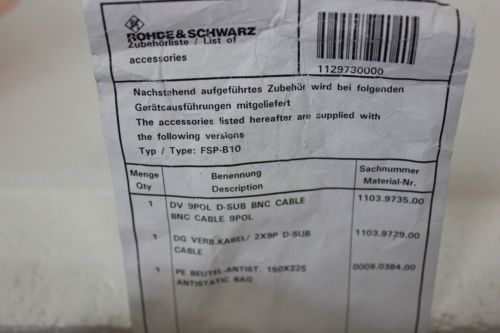 ROHDE & SCHWARZ
Zubehörliste / List of
accessories
1129730000
Nachstehend aufgeführtes Zubehör wird bei folgenden
Gerätcausführungen mitgeliefert
The accessories listed hereafter are supplied with
the following versions
Typ / Type: FSP-B10
Menge Benennung Sachnummer
Qty Description Material-Nr.
1 DV 9POL D-SUB BNC CABLE 1103.9735.00
BNC CABLE 9POL
1 DG VERB.KABEL/ 2X9P D-SUB 1103.9729.00
CABLE
1 PE BEUTEL-ANTIST. 150X225 0009.0384.00
ANTISTATIC BAG